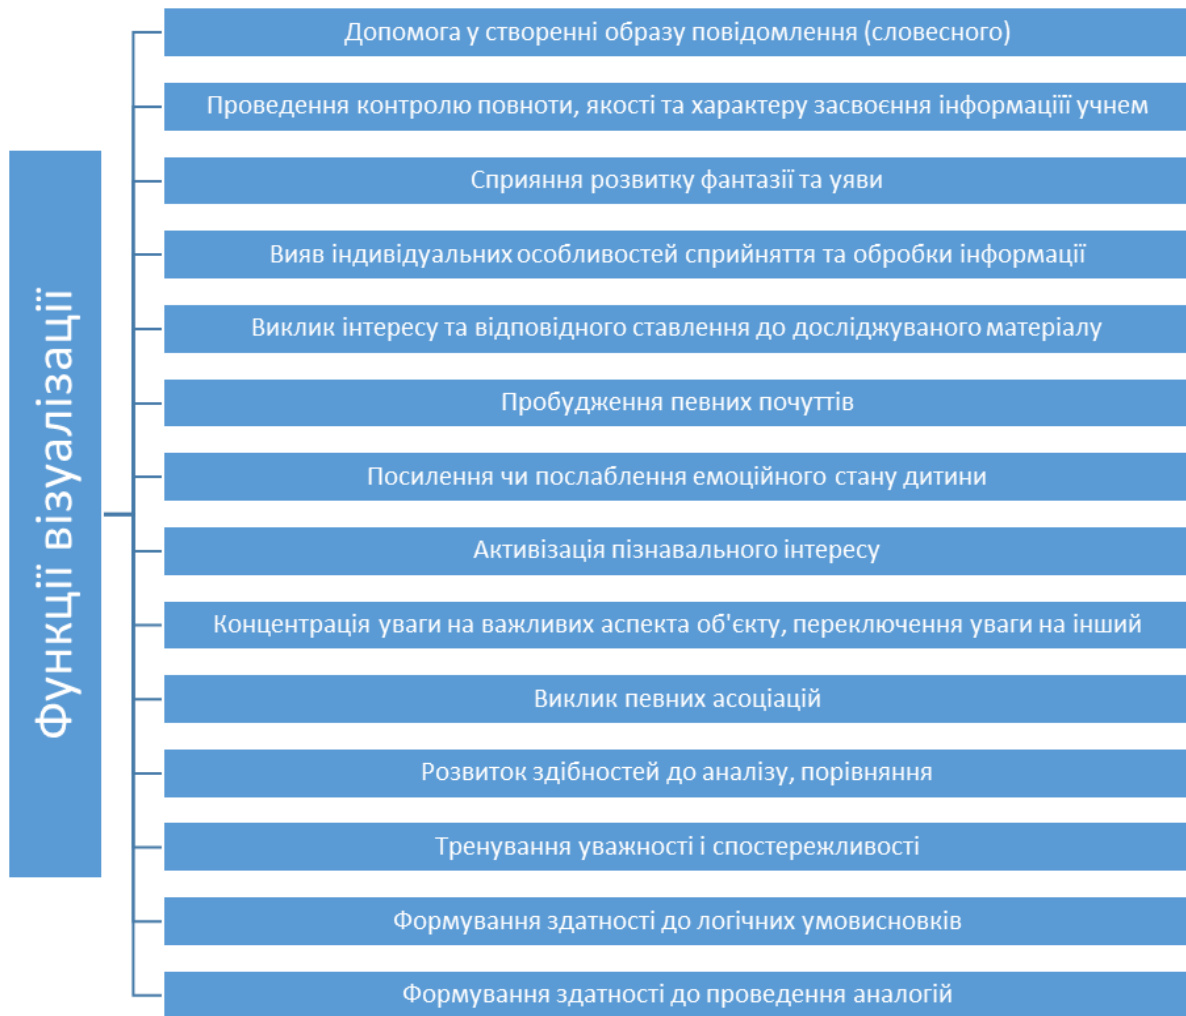 Функції візуалізації
Допомога у створенні образу повідомлення (словесного)
Проведення контролю повноти, якості та характеру засвоєння інформаціїї учнем
Сприяння розвитку фантазії та уяви
Вияв індивідуальних особливостей сприйняття та обробки інформації
Виклик інтересу та відповідного ставлення до досліджуваного матеріалу
Пробудження певних почуттів
Посилення чи послаблення емоційного стану дитини
Активізація пізнавального інтересу
Концентрація уваги на важливих аспекта об'єкту, переключення уваги на інший
Виклик певних асоціацій
Розвиток здібностей до аналізу, порівняння
Тренування уважності і спостережливості
Формування здатності до логічних умовисновків
Формування здатності до проведення аналогій